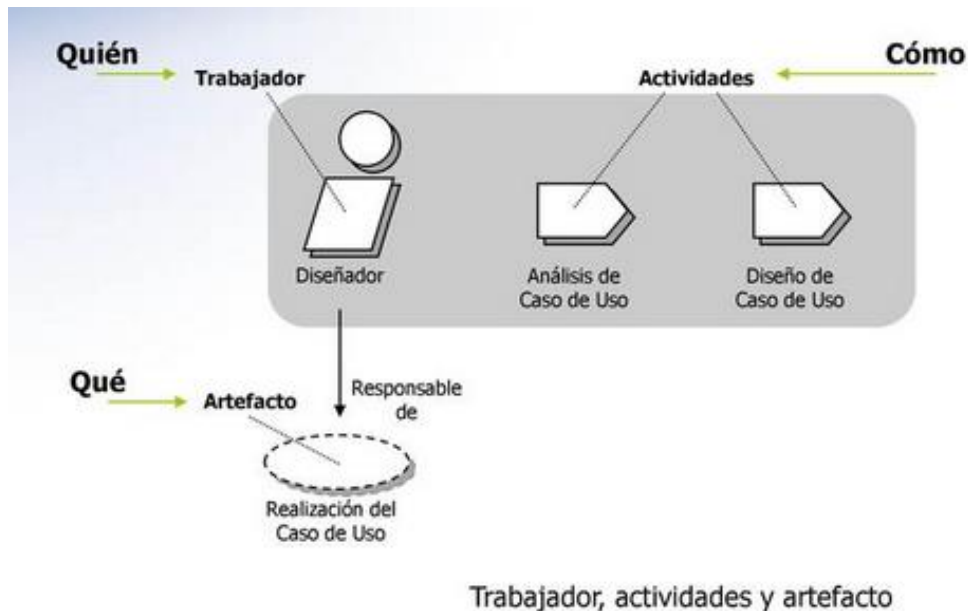 Quién
Cómo
Trabajador
Actividades
Diseñador
Análisis de
Caso de Uso
Diseño de
Caso de Uso
Qué
Responsable
de
Artefacto
Realización del
Caso de Uso
Trabajador, actividades y artefacto